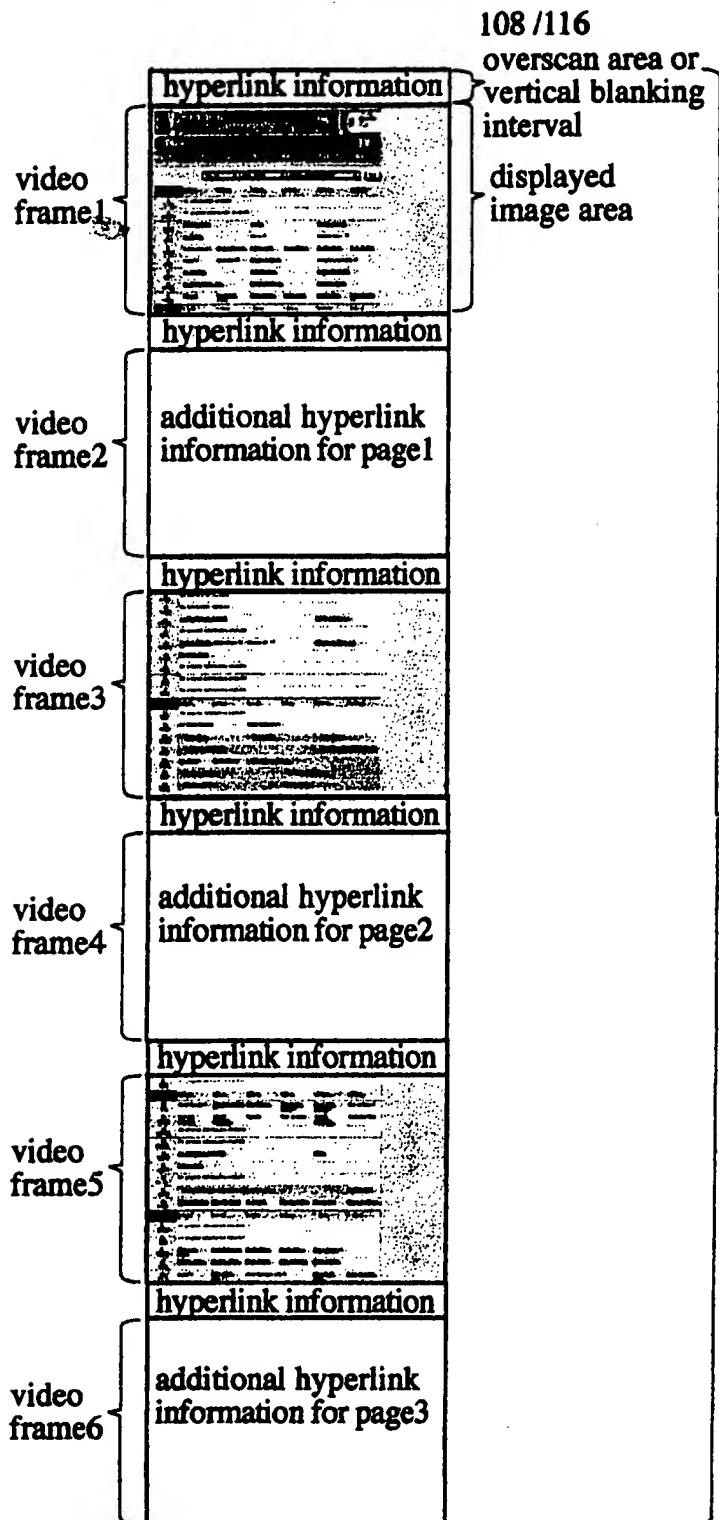 108 /116
overscan area or
vertical blanking
interval
hyperlink information
displayed
image area
video
frame1
hyperlink information
video
frame2
additional hyperlink
information for page1
hyperlink information
video
frame3
hyperlink information
video
frame4
additional hyperlink
information for page2
hyperlink information
video
frame5
hyperlink information
video
frame6
additional hyperlink
information for page3